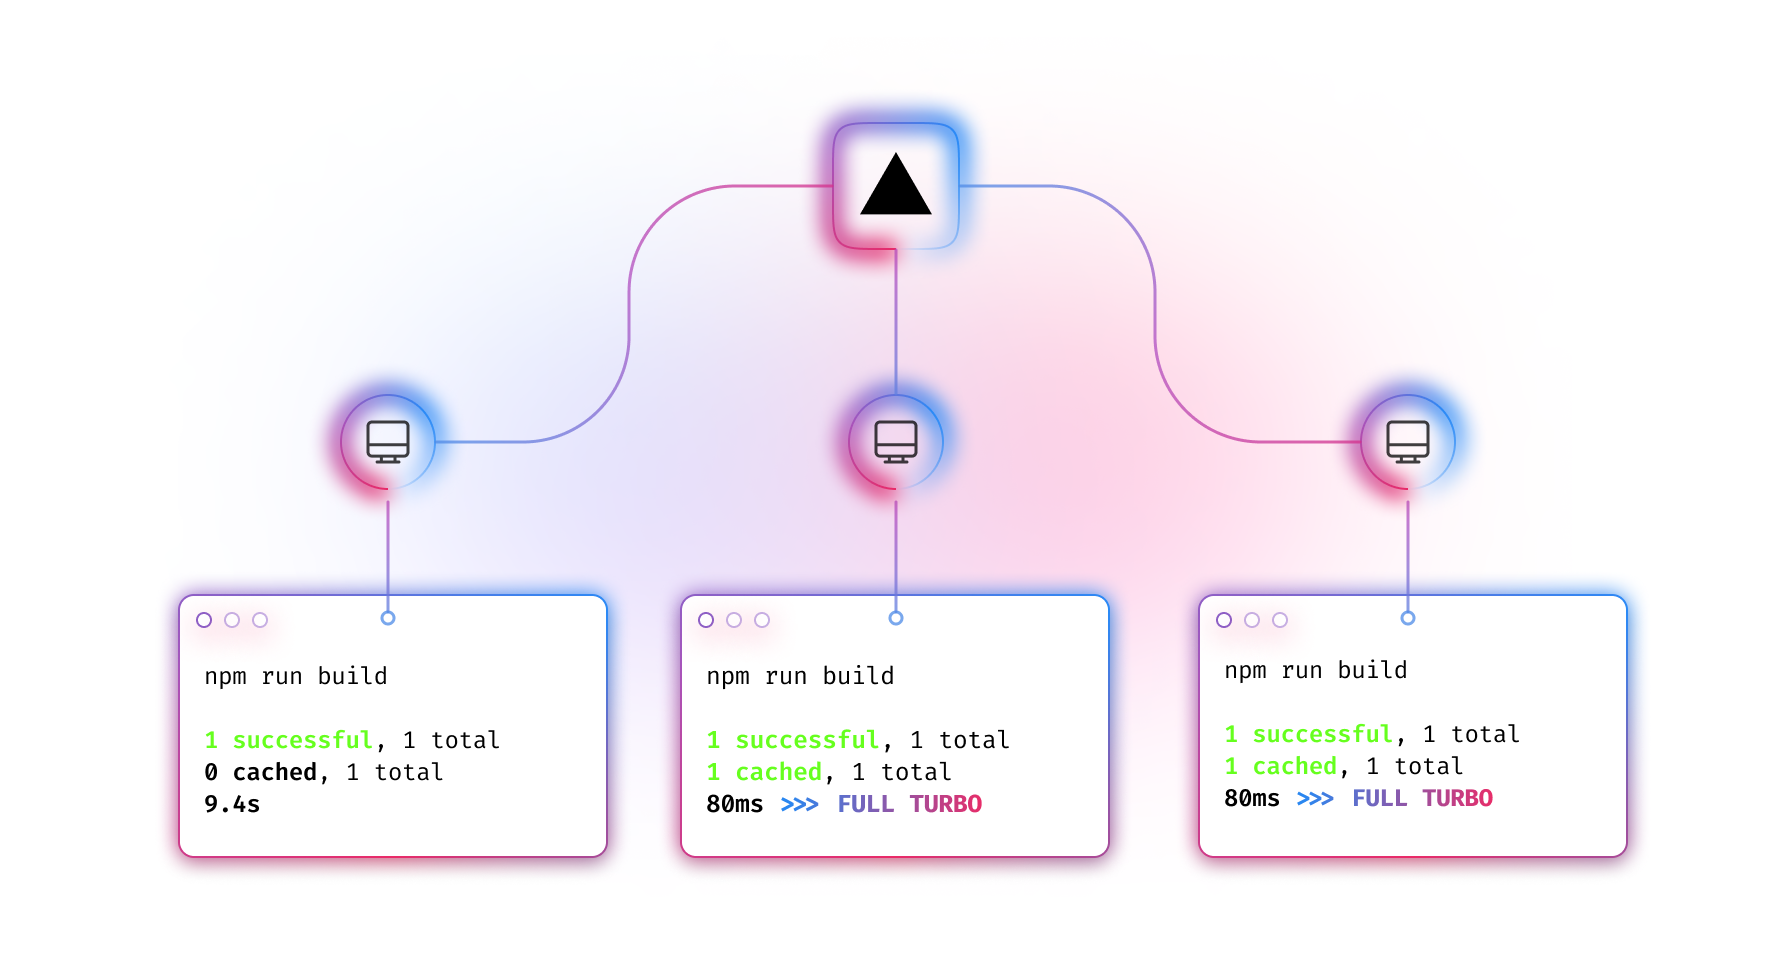 npm run build
1 successful, 1 total
0 cached, 1 total
9.4s
npm run build
1 successful, 1 total
1 cached, 1 total
80ms >>> FULL TURBO
npm run build
1 successful, 1 total
1 cached, 1 total
80ms >>> FULL TURBO